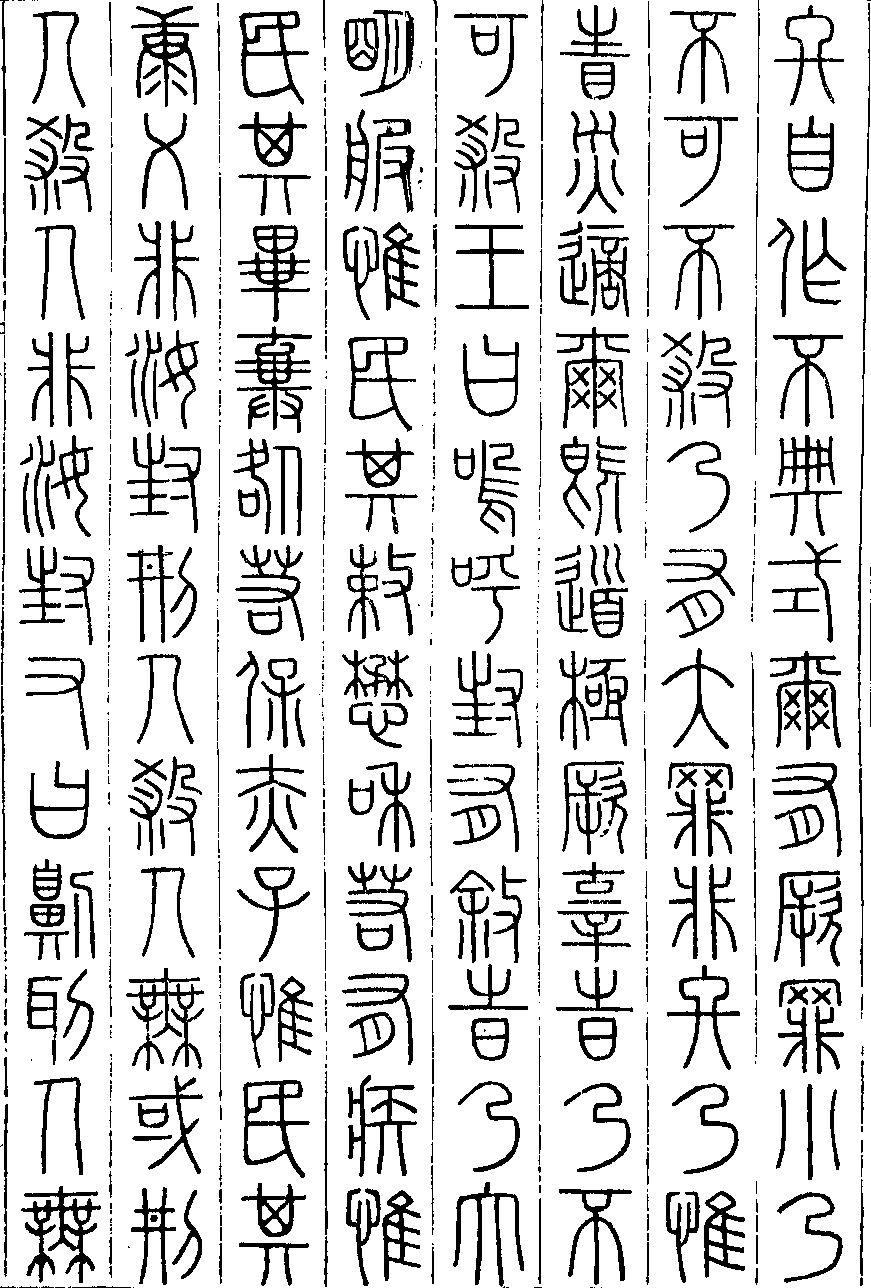 終自作不典式爾有厥罪小乃
不可不殺乃有大罪非終乃惟
眚災適爾既道極厥辜時乃不
可殺王曰嗚呼封有敘時乃大
明服惟民其敕懋和若有疾惟
民其畢棄咎若保赤子惟民其
康乂非汝封刑人殺人無或刑
人殺人非汝封又曰劓刵人無